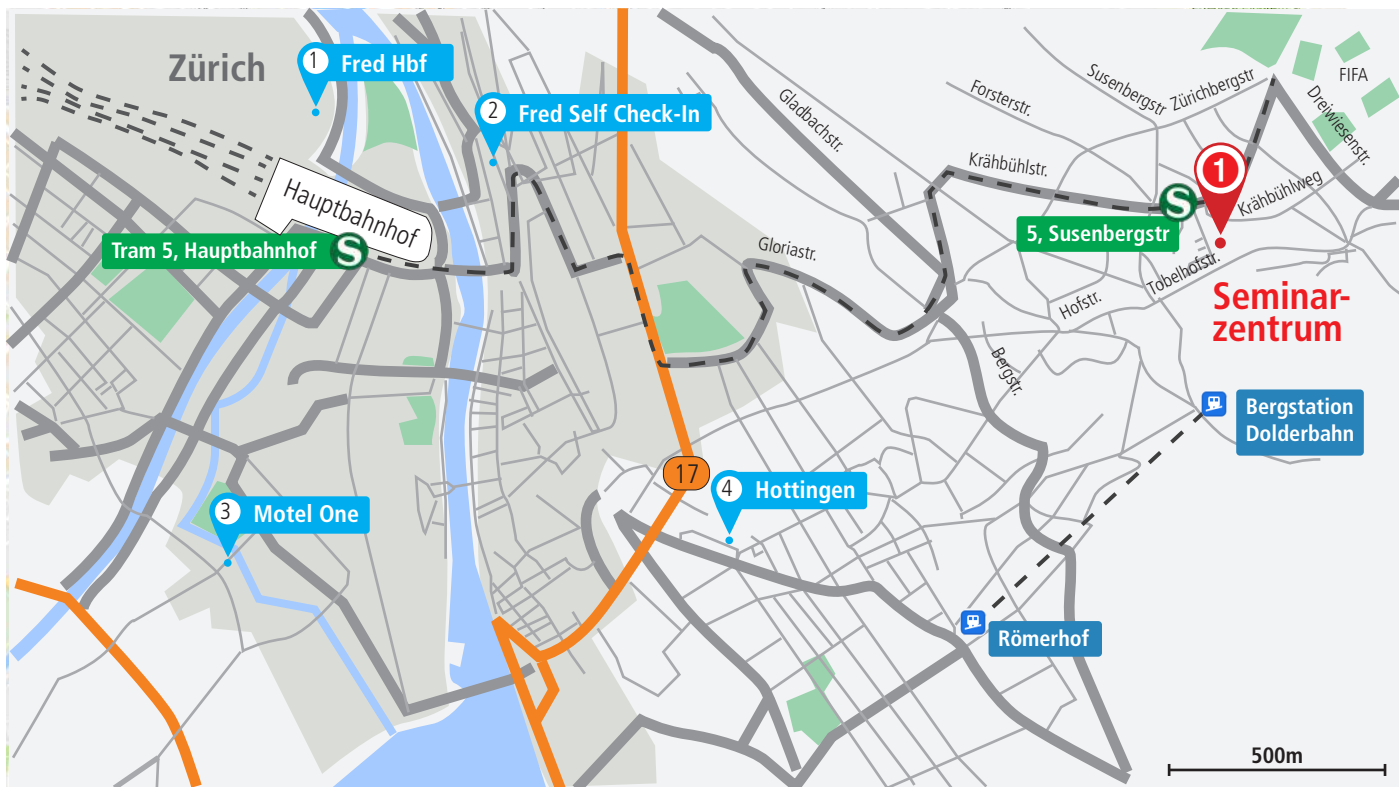 Zürich
1 Fred Hbf
2 Fred Self Check-In
Hauptbahnhof
Tram 5, Hauptbahnhof S
Gladbachstr.
Forsterstr.
Susenbergstr
Zürichbergstr
FIFA
Dreiwiesenstr.
Krähbühlstr.
1
Krähbühlweg
S
5, Susenbergstr
Gloriastr.
Tobelhofstr.
Hofstr.
Seminar-
zentrum
Bergstr.
Bergstation
Dolderbahn
17
4 Hottingen
3 Motel One
Römerhof
500m